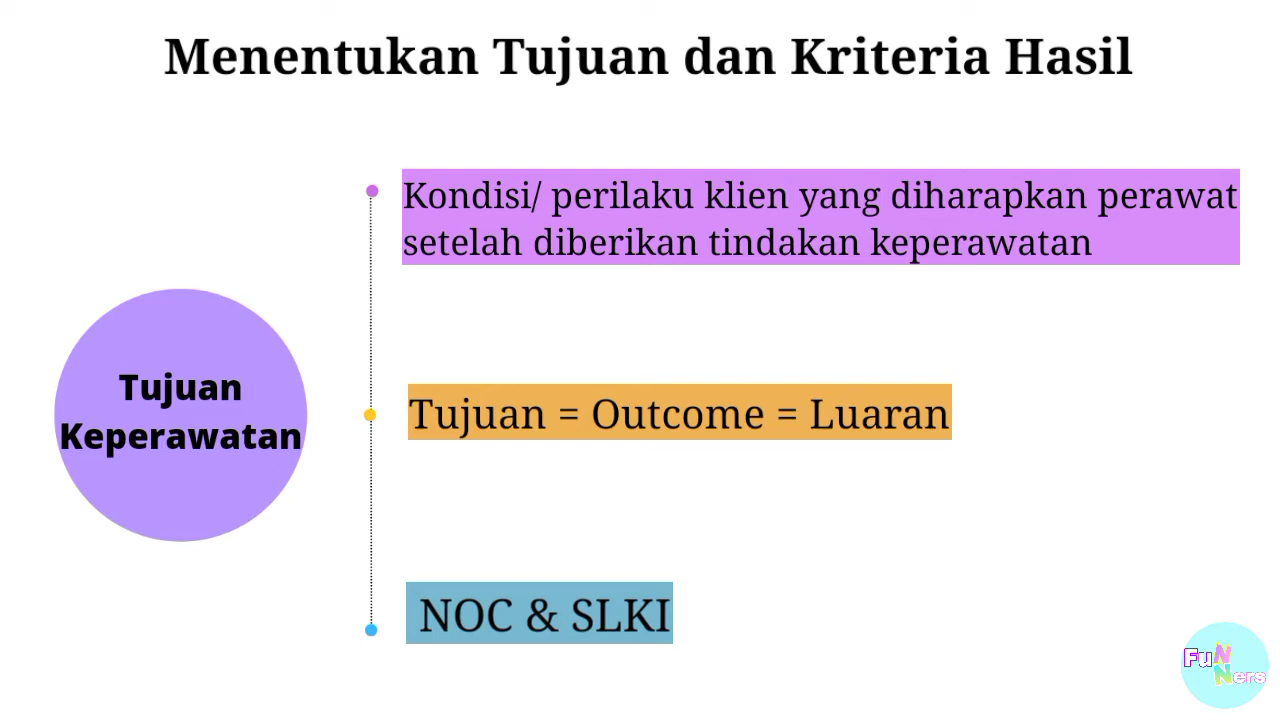 Menentukan Tujuan dan Kriteria Hasil
Kondisi/ perilaku klien yang diharapkan perawat
setelah diberikan tindakan keperawatan
Tujuan
Keperawatan
Tujuan = Outcome = Luaran
NOC & SLKI
FuN
Ners